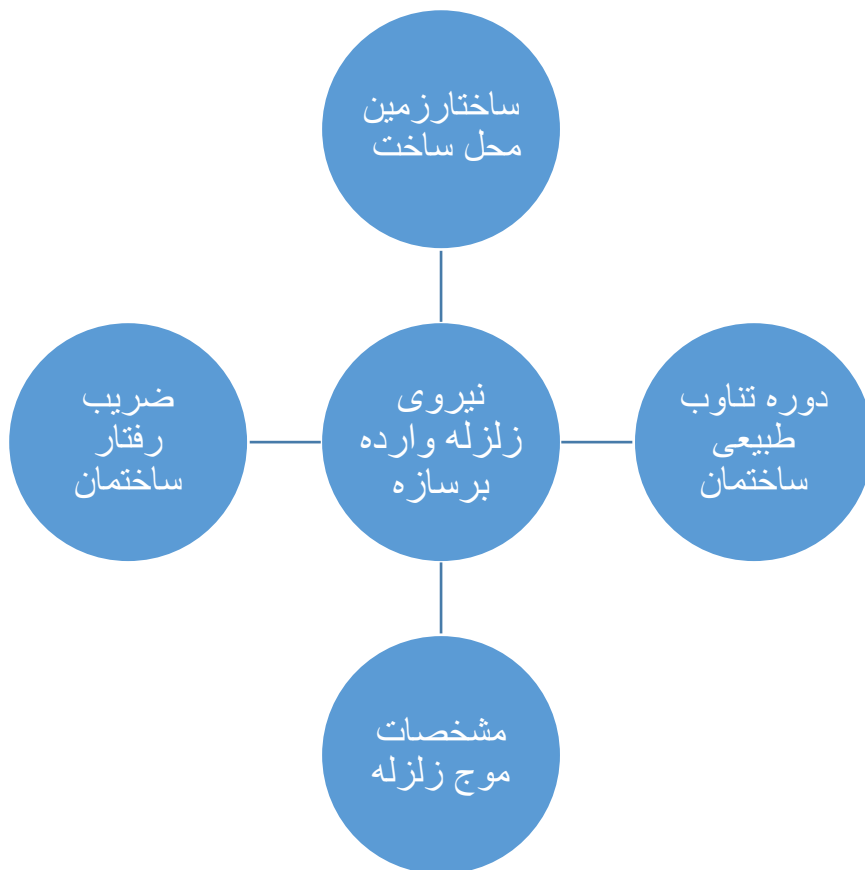 ساختارزمین
محل ساخت
ضریب
رفتار
ساختمان
نیروی
زلزله وارده
برسازه
دوره تناوب
طبیعی
ساختمان
مشخصات
موج زلزله